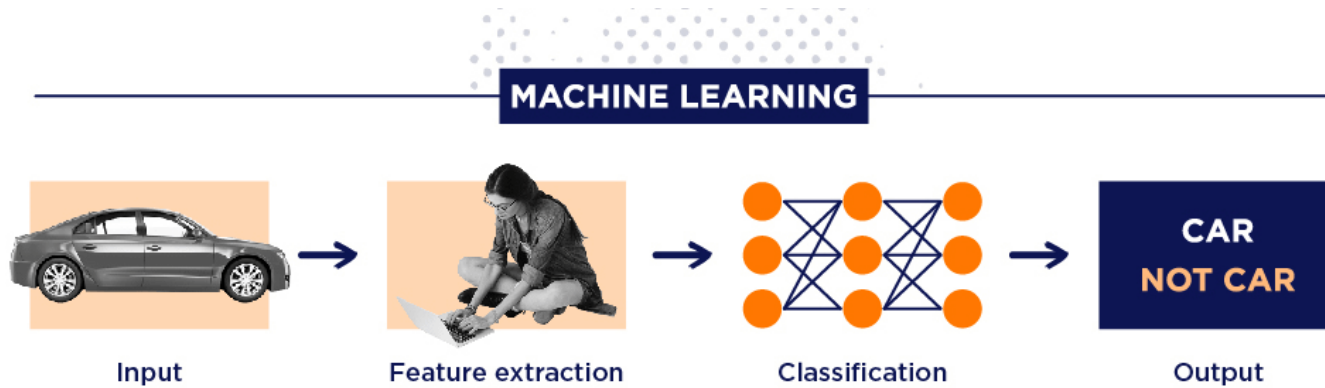 MACHINE LEARNING
CAR
NOT CAR
Input
Feature extraction
Classification
Output